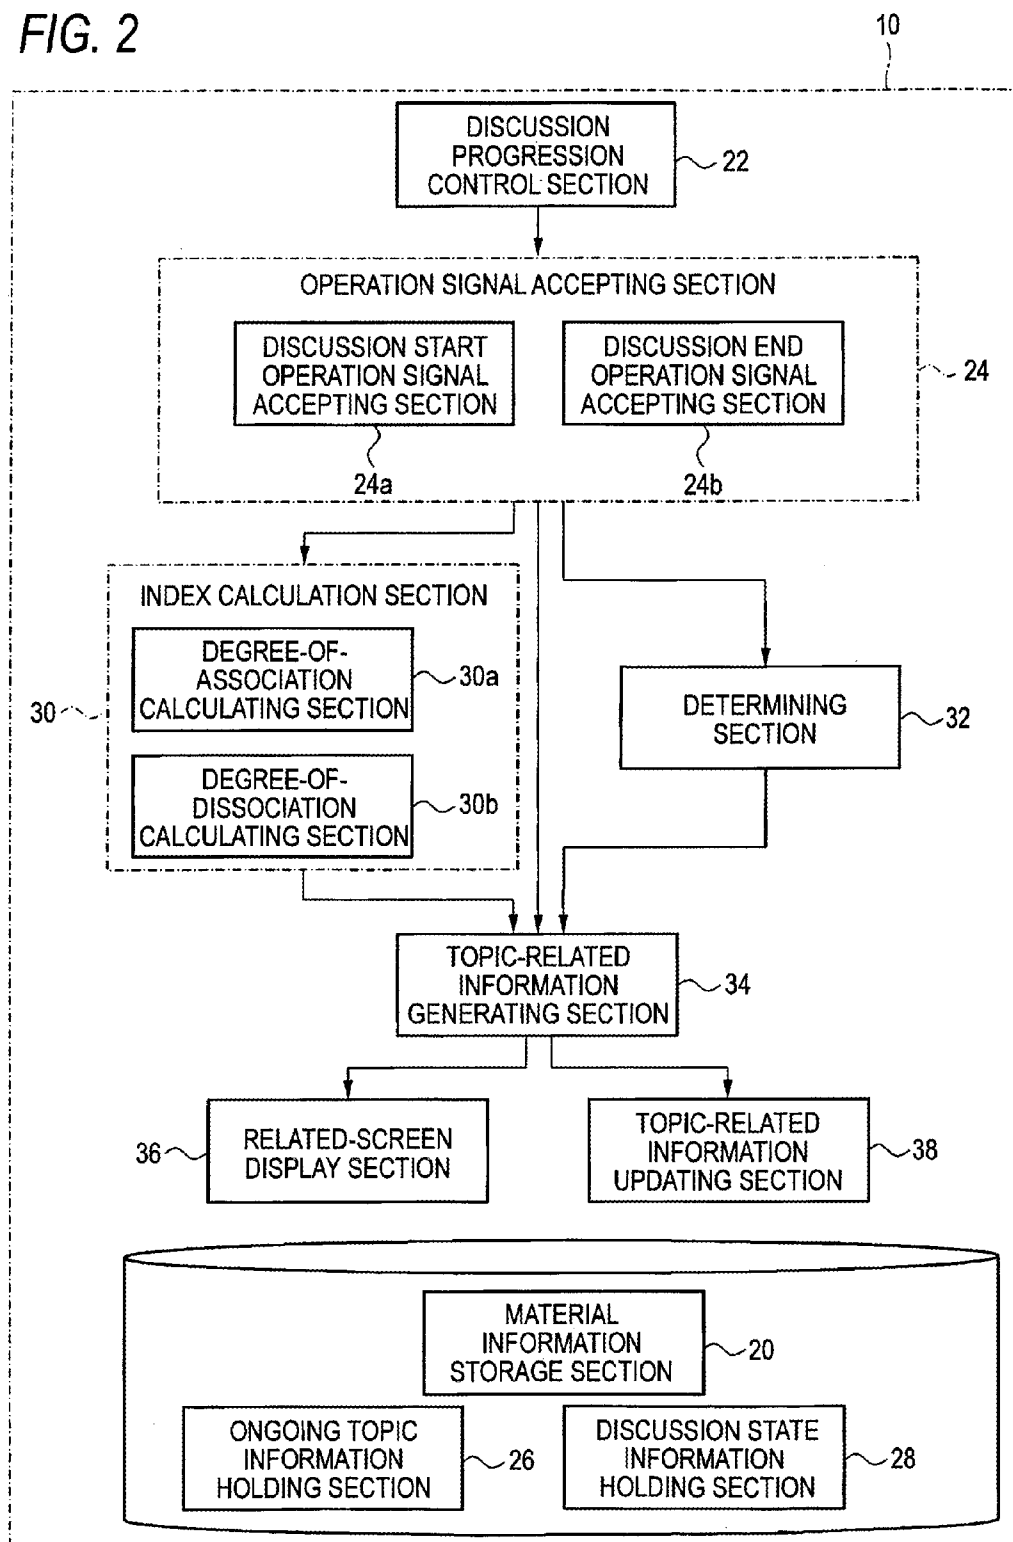 FIG. 2
10
DISCUSSION
PROGRESSION
CONTROL SECTION
22
OPERATION SIGNAL ACCEPTING SECTION
DISCUSSION START
OPERATION SIGNAL
ACCEPTING SECTION
24a
DISCUSSION END
OPERATION SIGNAL
ACCEPTING SECTION
24b
24
INDEX CALCULATION SECTION
DEGREE-OF-
ASSOCIATION
CALCULATING SECTION
30a
30
DEGREE-OF-
DISSOCIATION
CALCULATING SECTION
30b
DETERMINING
SECTION
32
TOPIC-RELATED
INFORMATION
GENERATING SECTION
34
36
RELATED-SCREEN
DISPLAY SECTION
TOPIC-RELATED
INFORMATION
UPDATING SECTION
38
MATERIAL
INFORMATION
STORAGE SECTION
20
ONGOING TOPIC
INFORMATION
HOLDING SECTION
26
DISCUSSION STATE
INFORMATION
HOLDING SECTION
28